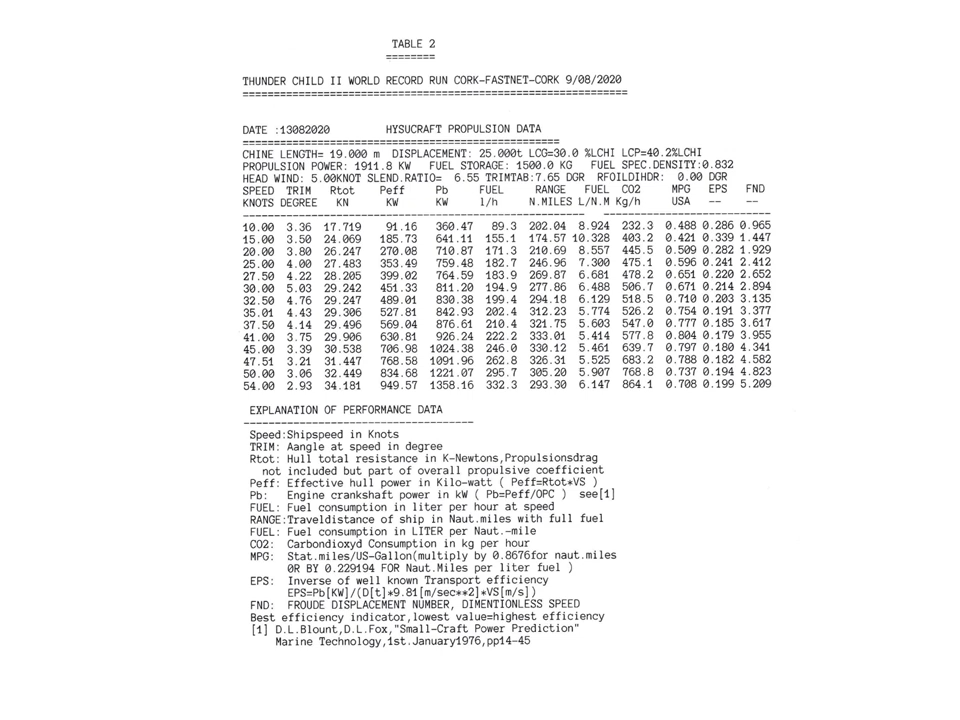 TABLE 2
========
THUNDER CHILD II WORLD RECORD RUN CORK-FASTNET-CORK 9/08/2020
==============================================================
DATE :13082020 HYSUCRAFT PROPULSION DATA
===================================================
CHINE LENGTH= 19.000 m DISPLACEMENT: 25.000t LCG=30.0 %LCHI LCP=40.2%LCHI
PROPULSION POWER: 1911.8 KW FUEL STORAGE: 1500.0 KG FUEL SPEC.DENSITY:0.832
HEAD WIND: 5.00KNOT SLEND.RATIO= 6.55 TRIMTAB:7.65 DGR RFOILDIHDR: 0.00 DGR
SPEED TRIM Rtot Peff Pb FUEL RANGE FUEL CO2 MPG EPS FND
KNOTS DEGREE KN KW KW l/h N.MILES L/N.M Kg/h USA -- --
10.00 3.36 17.719 91.16 360.47 89.3 202.04 8.924 232.3 0.488 0.286 0.965
15.00 3.50 24.069 185.73 641.11 155.1 174.57 10.328 403.2 0.421 0.339 1.447
20.00 3.80 26.247 270.08 710.87 171.3 210.69 8.557 445.5 0.509 0.282 1.929
25.00 4.00 27.483 353.49 759.48 182.7 246.96 7.300 475.1 0.596 0.241 2.412
27.50 4.22 28.205 399.02 764.59 183.9 269.87 6.681 478.2 0.651 0.220 2.652
30.00 5.03 29.242 451.33 811.20 194.9 277.86 6.488 506.7 0.671 0.214 2.894
32.50 4.76 29.247 489.01 830.38 199.4 294.18 6.129 518.5 0.710 0.203 3.135
35.01 4.43 29.306 527.81 842.93 202.4 312.23 5.774 526.2 0.754 0.191 3.377
37.50 4.14 29.496 569.04 876.61 210.4 321.75 5.603 547.0 0.777 0.185 3.617
41.00 3.75 29.906 630.81 926.24 222.2 333.01 5.414 577.8 0.804 0.179 3.955
45.00 3.39 30.538 706.98 1024.38 246.0 330.12 5.461 639.7 0.797 0.180 4.341
47.51 3.21 31.447 768.58 1091.96 262.8 326.31 5.525 683.2 0.788 0.182 4.582
50.00 3.06 32.449 834.68 1221.07 295.7 305.20 5.907 768.8 0.737 0.194 4.823
54.00 2.93 34.181 949.57 1358.16 332.3 293.30 6.147 864.1 0.708 0.199 5.209
EXPLANATION OF PERFORMANCE DATA
Speed:Shipspeed in Knots
TRIM: Aangle at speed in degree
Rtot: Hull total resistance in K-Newtons,Propulsionsdrag
not included but part of overall propulsive coefficient
Peff: Effective hull power in Kilo-watt ( Peff=Rtot*VS )
Pb: Engine crankshaft power in kW ( Pb=Peff/OPC ) see[1]
FUEL: Fuel consumption in liter per hour at speed
RANGE:Traveldistance of ship in Naut.miles with full fuel
FUEL: Fuel consumption in LITER per Naut.-mile
CO2: Carbondioxyd Consumption in kg per hour
MPG: Stat.miles/US-Gallon(multiply by 0.8676for naut.miles
0R BY 0.229194 FOR Naut.Miles per liter fuel )
EPS: Inverse of well known Transport efficiency
EPS=Pb[KW]/(D[t]*9.81[m/sec**2]*VS[m/s])
FND: FROUDE DISPLACEMENT NUMBER, DIMENTIONLESS SPEED
Best efficiency indicator,lowest value=highest efficiency
[1] D.L.Blount,D.L.Fox,"Small-Craft Power Prediction"
Marine Technology,1st.January1976,pp14-45